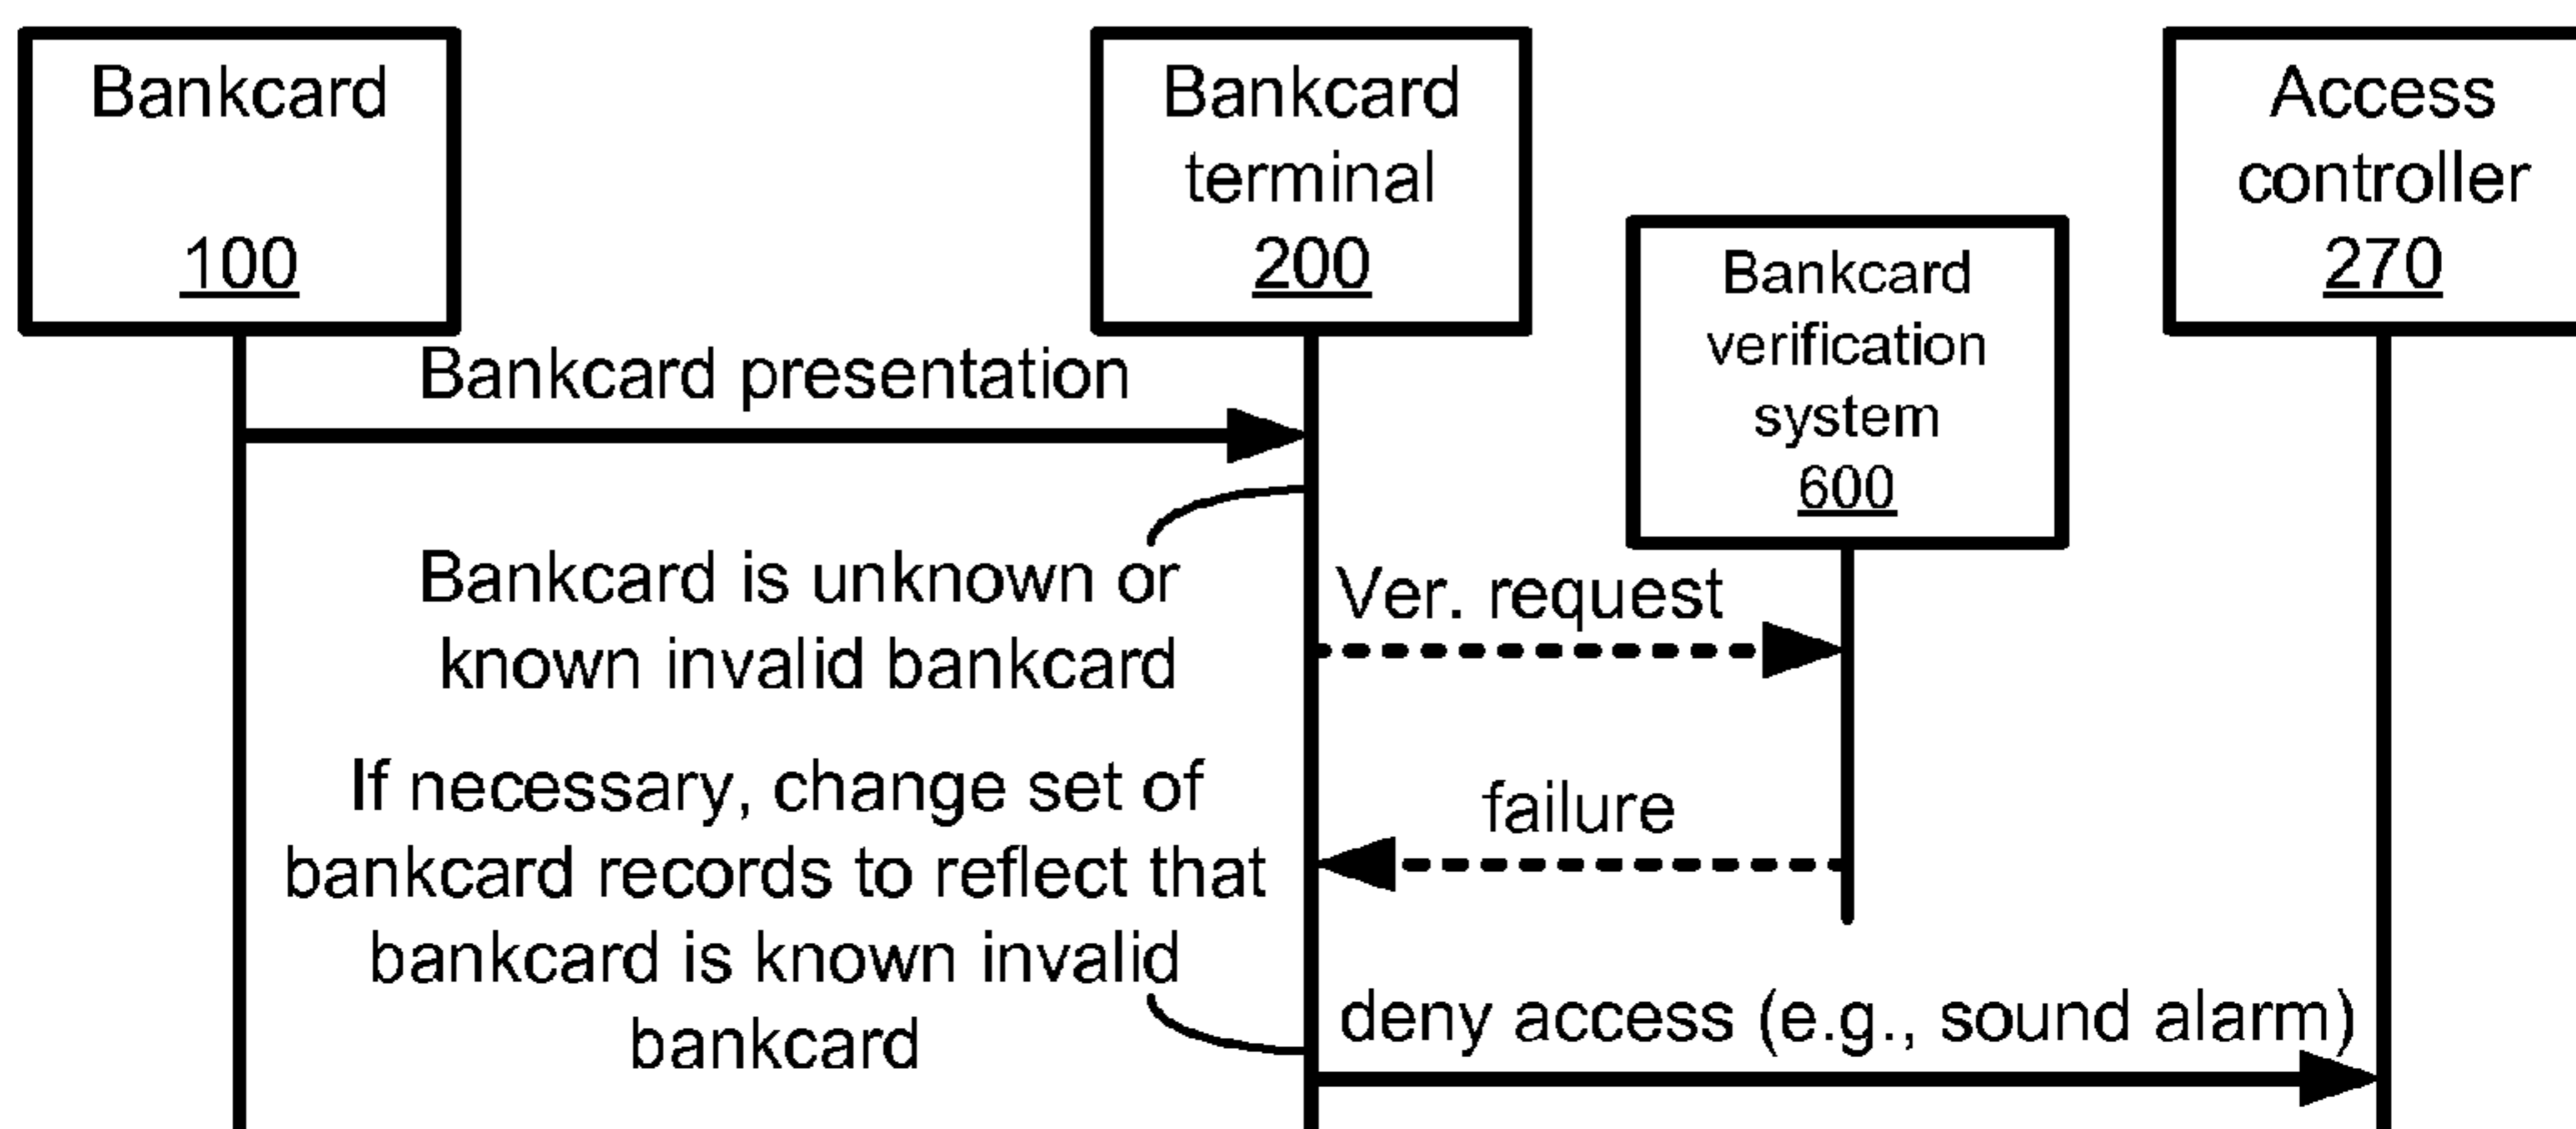 Bankcard
100
Bankcard
terminal
200
Bankcard
verification
system
600
Access
controller
270
Bankcard presentation
Bankcard is unknown or
known invalid bankcard
Ver. request
If necessary, change set of
bankcard records to reflect that
bankcard is known invalid
bankcard
failure
deny access (e.g., sound alarm)